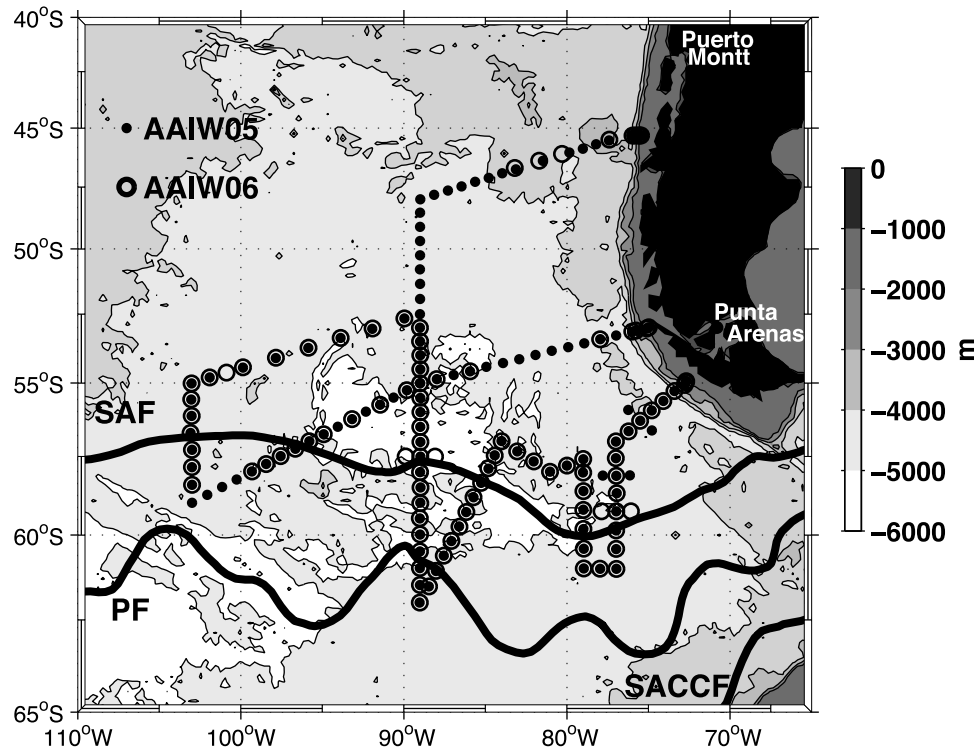 40°S
Puerto
Montt
AAIW05
45°S
AAIW06
0
−1000
50°S
−2000
Punta
Arenas
−3000
m
55°S
−4000
SAF
−5000
−6000
60°S
PF
SACCF
65°S
110°W
100°W
90°W
80°W
70°W